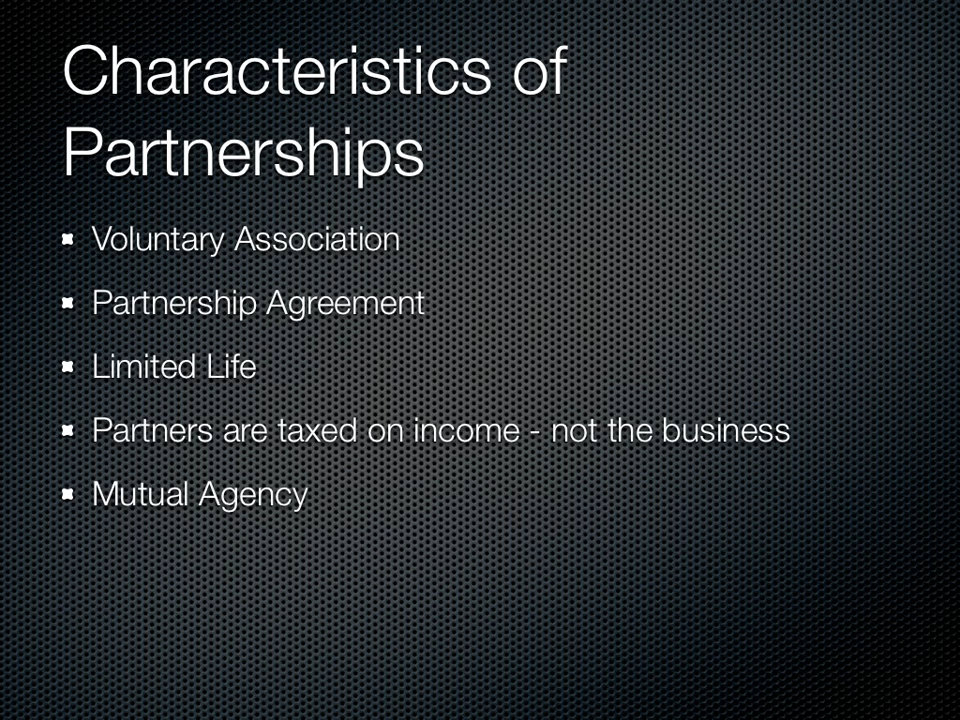 Characteristics of
Partnerships
Voluntary Association
Partnership Agreement
Limited Life
Partners are taxed on income - not the business
Mutual Agency